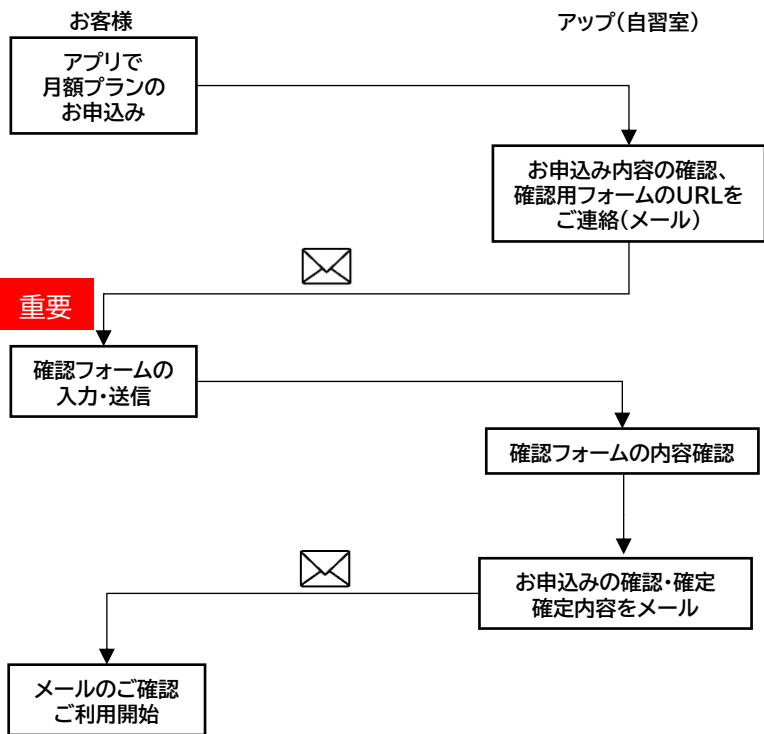 お客様
アップ(自習室)
アプリで
月額プランの
お申込み
お申込み内容の確認、
確認用フォームのURLを
ご連絡(メール)
重要
確認フォームの
入力・送信
確認フォームの内容確認
お申込みの確認・確定
確定内容をメール
メールのご確認
ご利用開始